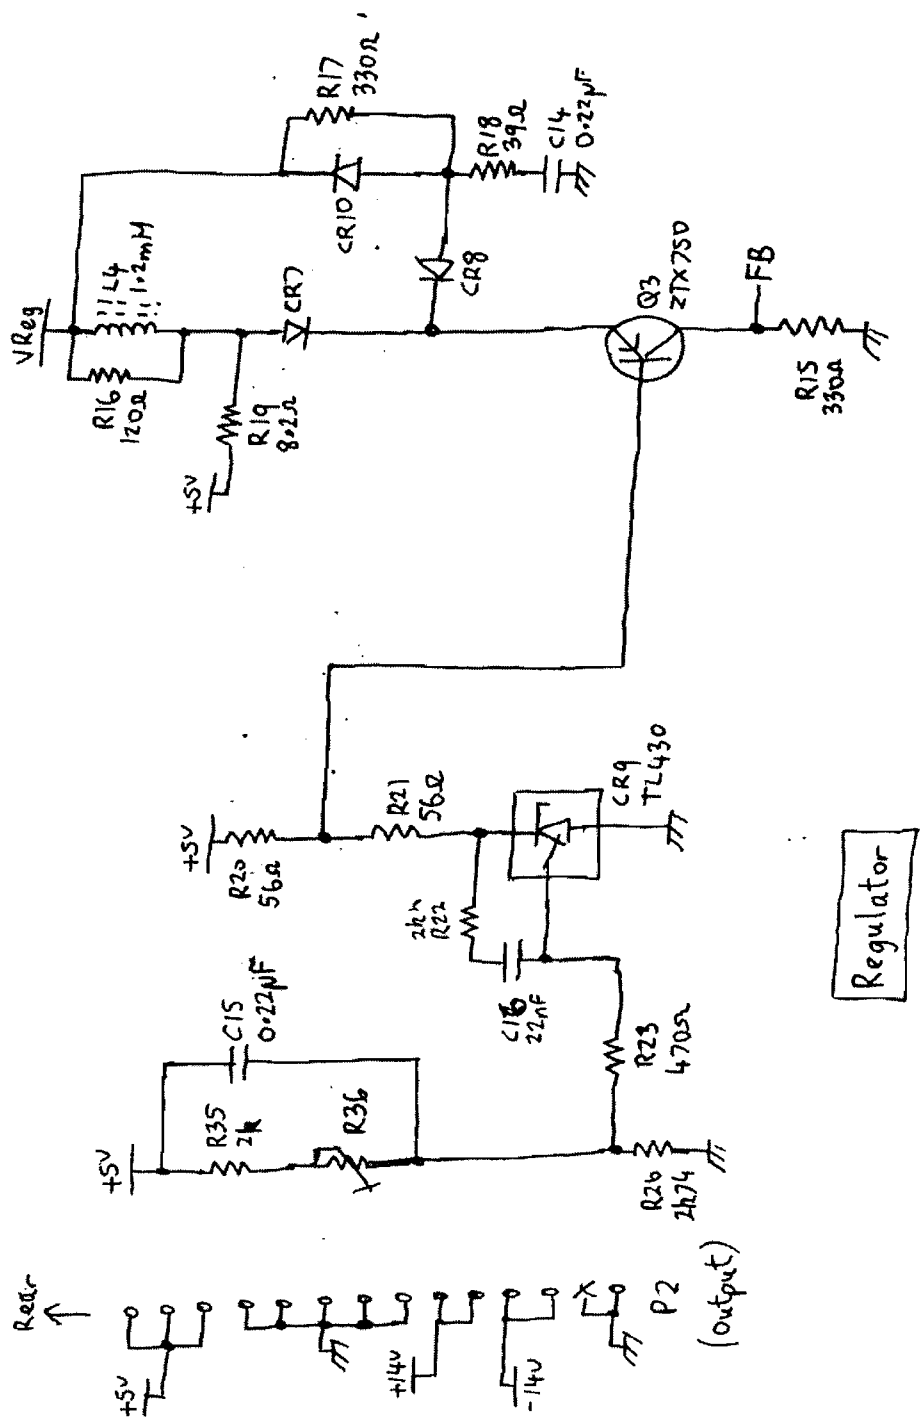 Rear
+5V
+14V
-14V
P2
(output)
+5V
R35
2k
C15
0.22µF
R36
R26
2k74
R23
470Ω
+5V
R20
56Ω
R21
56Ω
R22
22nF
CR9
TL430
VReg
R16
120Ω
L4
1.2mH
+5V
R19
8.2Ω
CR7
CR10
R17
330Ω
CR8
R18
39Ω
C14
0.22µF
Q3
ZTX750
FB
R15
330Ω
Regulator